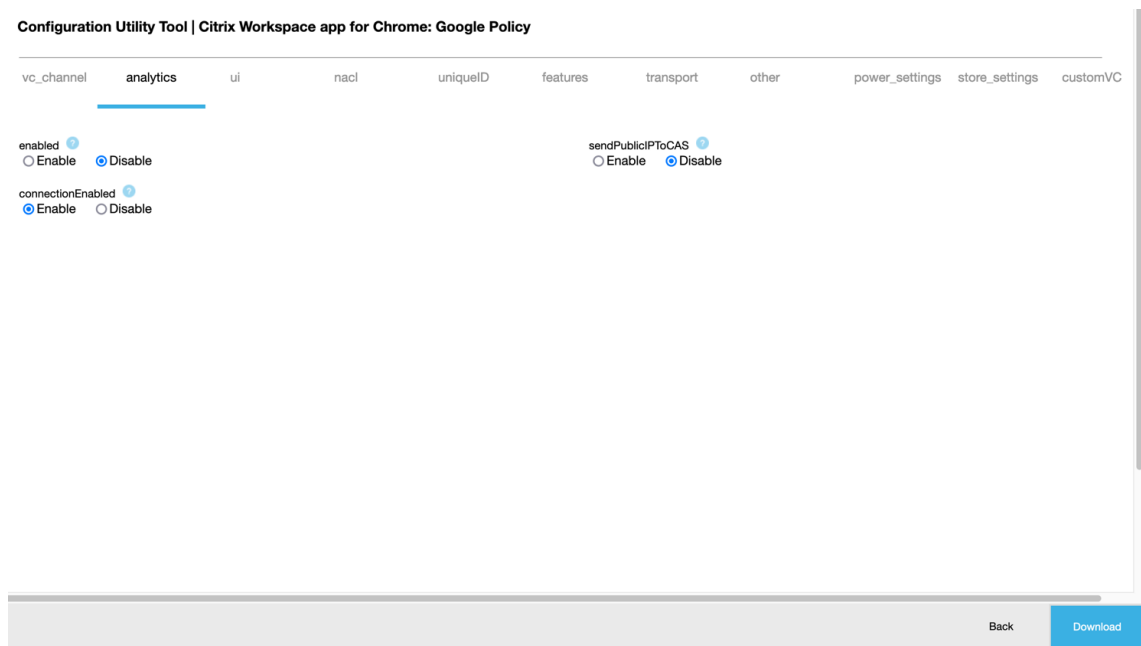 Configuration Utility Tool | Citrix Workspace app for Chrome: Google Policy
vc_channel analytics ui nacl uniqueID features transport other power_settings store_settings customVC
enabled ?
Enable Disable
sendPublicIPToCAS ?
Enable Disable
connectionEnabled ?
Enable Disable
Back Download